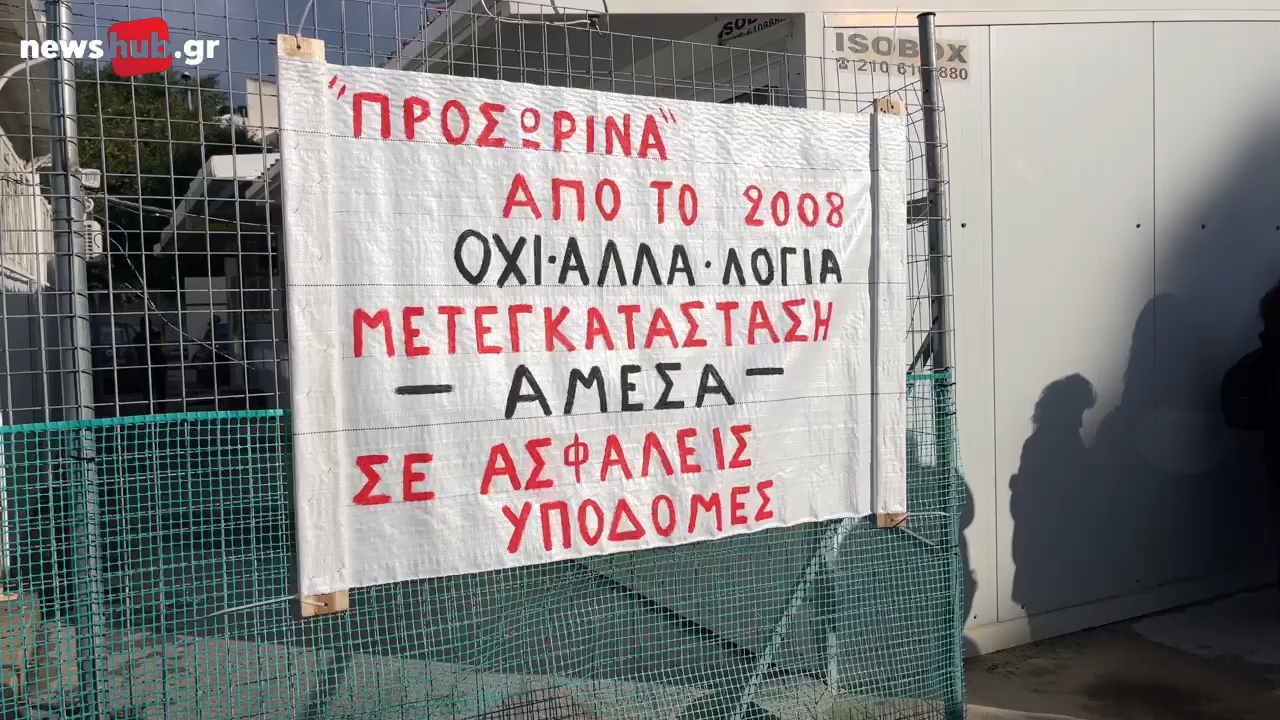 newshub.gr
ISOBOX
210 61
880
"ΠΡΟΣΩΡΙΝΑ"
ΑΠΟ ΤΟ 2008
ΟΧΙ·ΑΛΛΑ·ΛΟΓΙΑ
ΜΕΤΕΓΚΑΤΑΣΤΑΣΗ
- ΑΜΕΣΑ -
ΣΕ ΑΣΦΑΛΕΙΣ
ΥΠΟΔΟΜΕΣ